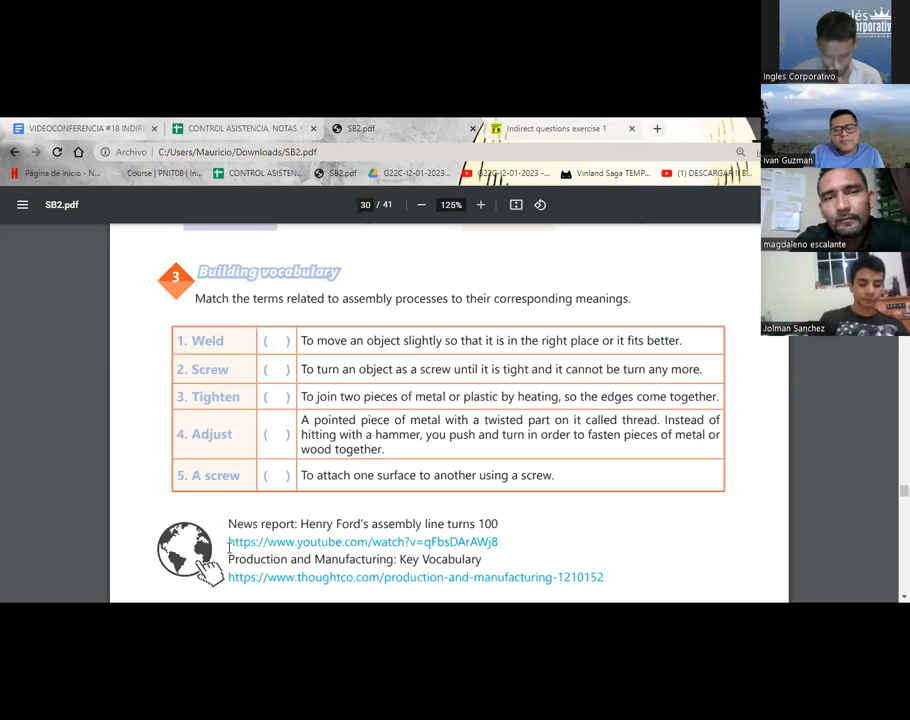 Inglés
Corporativo
Ingles Corporativo
VIDEOCONFERENCIA #18 INDIR
CONTROL ASISTENCIA, NOTAS Y
SB2.pdf
Indirect questions exercise 1
Archivo
C:/Users/Mauricio/Downloads/SB2.pdf
Ivan Guzman
Página de inicio - N...
Course | PNIT08 | In...
CONTROL ASISTEN...
SB2.pdf
G22C-I2-01-2023 -...
G22C-I2-01-2023 -...
Vinland Saga TEMP...
(1) DESCARGA
SB2.pdf
30 / 41
125%
magdaleno escalante
3
Building vocabulary
Match the terms related to assembly processes to their corresponding meanings.
Jolman Sanchez
1. Weld ( ) To move an object slightly so that it is in the right place or it fits better.
2. Screw ( ) To turn an object as a screw until it is tight and it cannot be turn any more.
3. Tighten ( ) To join two pieces of metal or plastic by heating, so the edges come together.
4. Adjust ( ) A pointed piece of metal with a twisted part on it called thread. Instead of
hitting with a hammer, you push and turn in order to fasten pieces of metal or
wood together.
5. A screw ( ) To attach one surface to another using a screw.
News report: Henry Ford's assembly line turns 100
https://www.youtube.com/watch?v=qFbsDArAWj8
Production and Manufacturing: Key Vocabulary
https://www.thoughtco.com/production-and-manufacturing-1210152